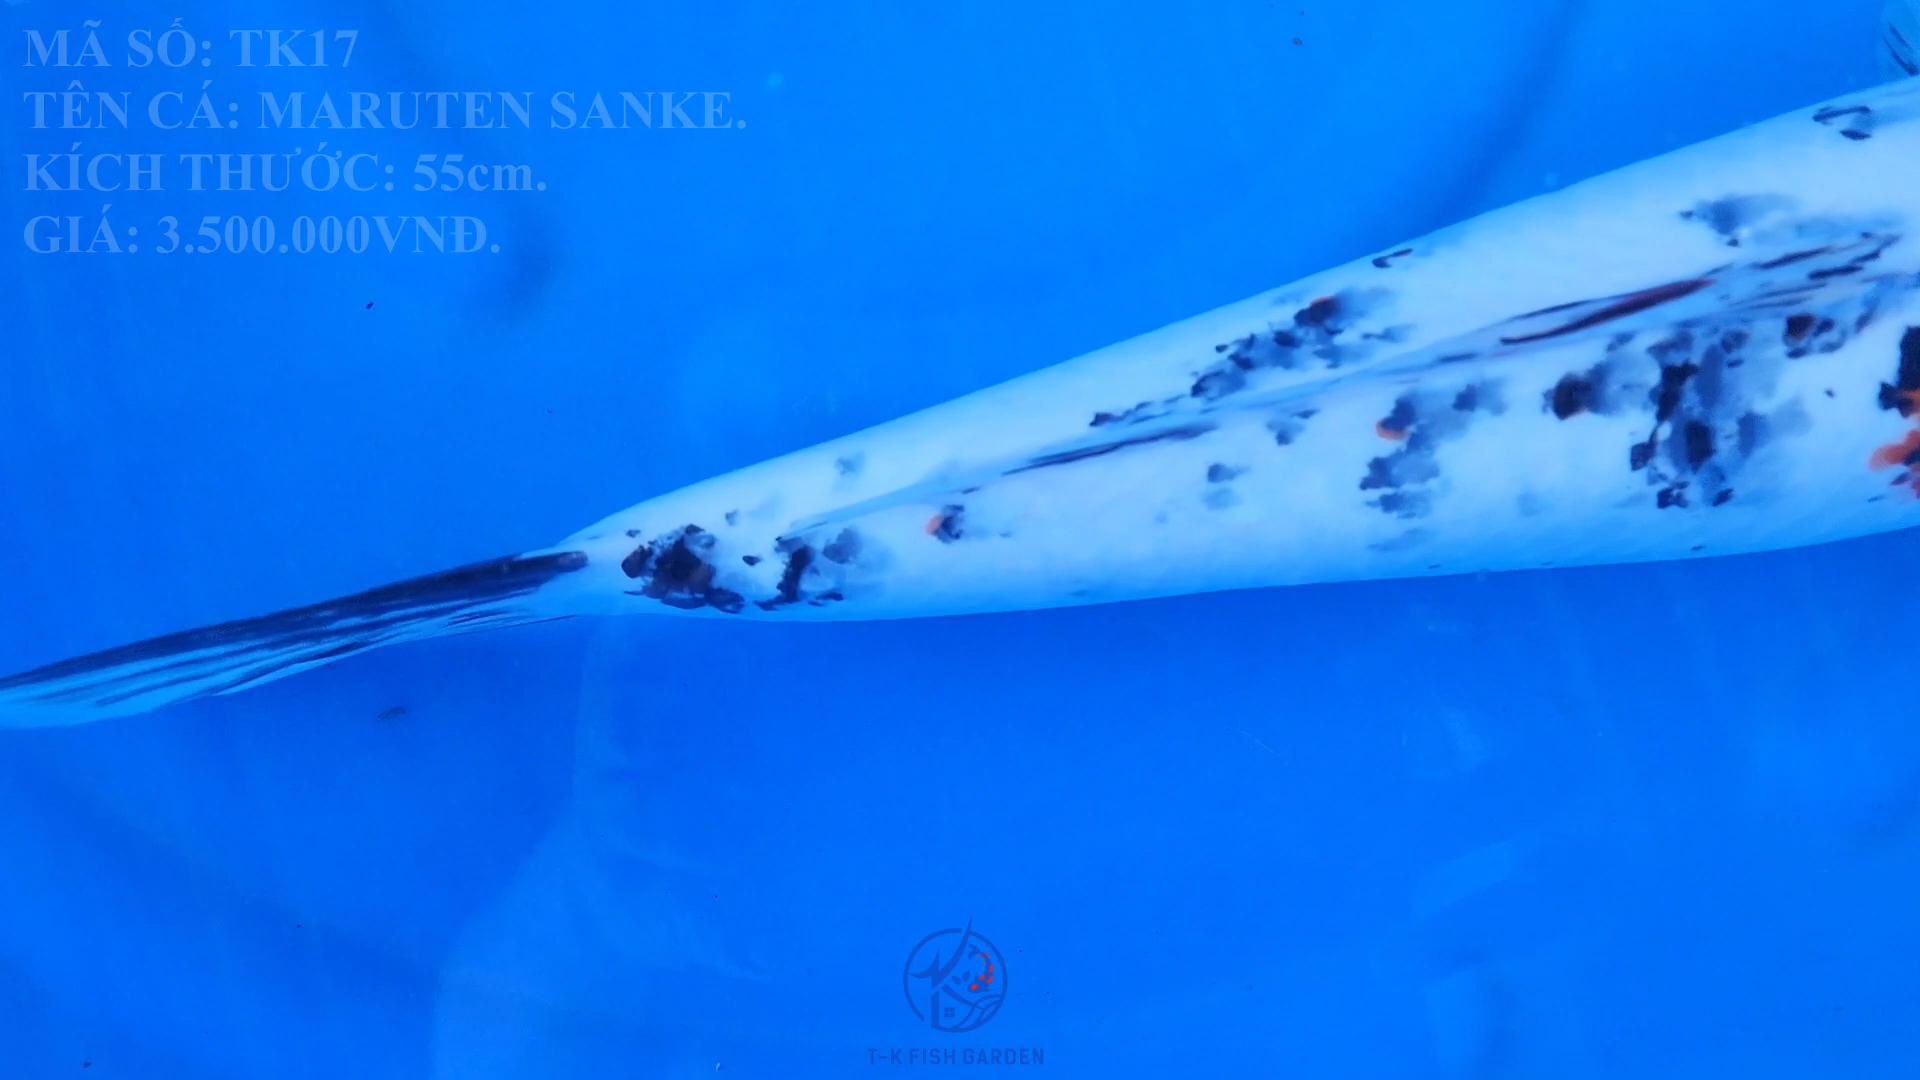 MÃ SỐ: TK17
TÊN CÁ: MARUTEN SANKE.
KÍCH THƯỚC: 55cm.
GIÁ: 3.500.000VNĐ.
T-K FISH GARDEN